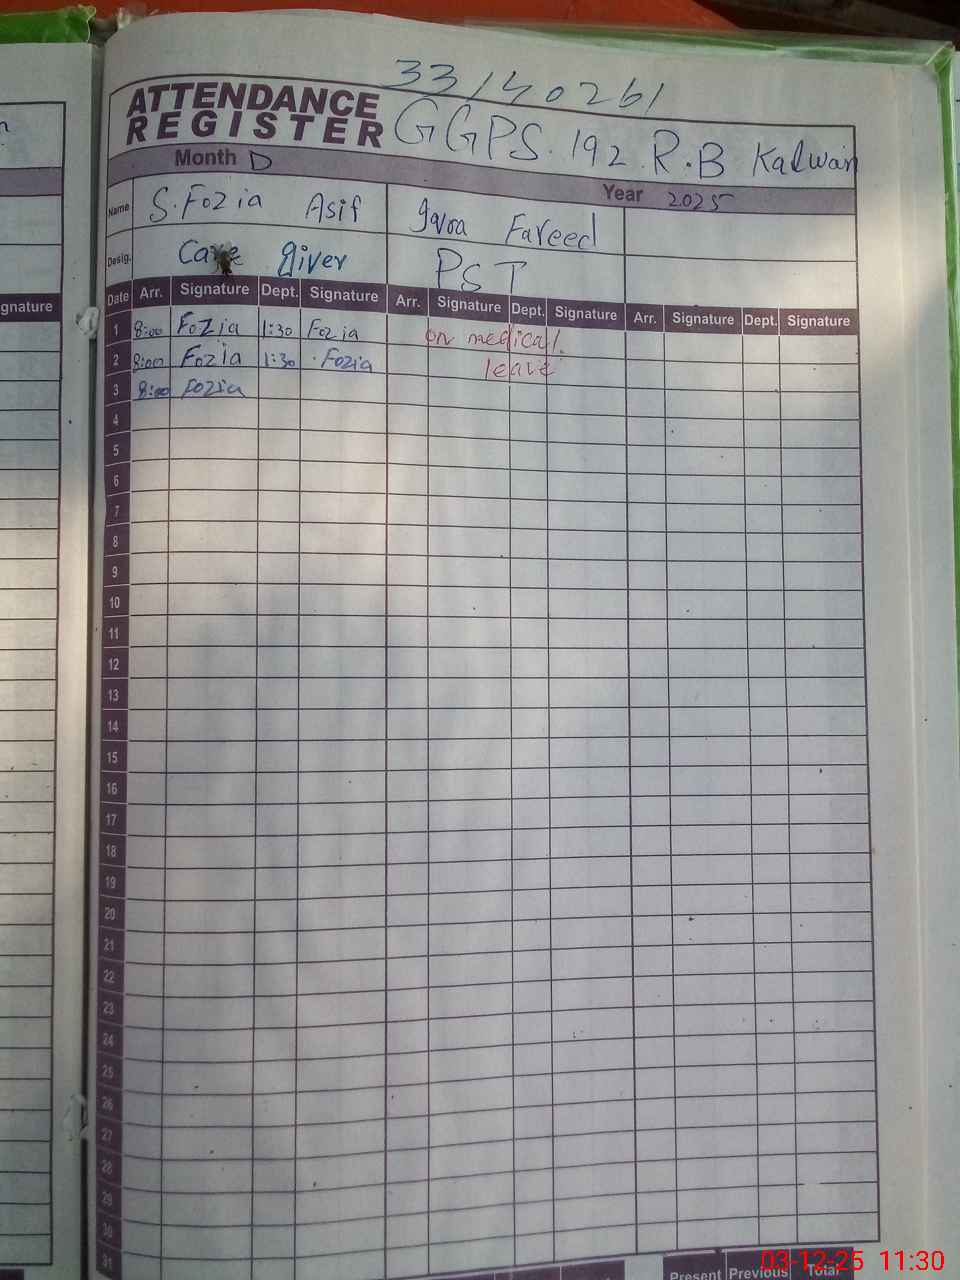 33140261
ATTENDANCE
REGISTER GGPS. 192 R.B Kalwan
Month D Year 2025
Name S.Fozia Asif Fareed
Desig. Care giver PST
Date Arr. Signature Dept. Signature Arr. Signature Dept. Signature Arr. Signature Dept. Signature
1 8:00 Fozia 1:30 Fozia on medical.
2 8:00 Fozia 1:30 Fozia leave
3 8:00 Fozia
4
5
6
7
8
9
10
11
12
13
14
15
16
17
18
19
20
21
22
23
24
25
26
27
28
29
30
31
Present Previous Total
gnature
03-12-25 11:30